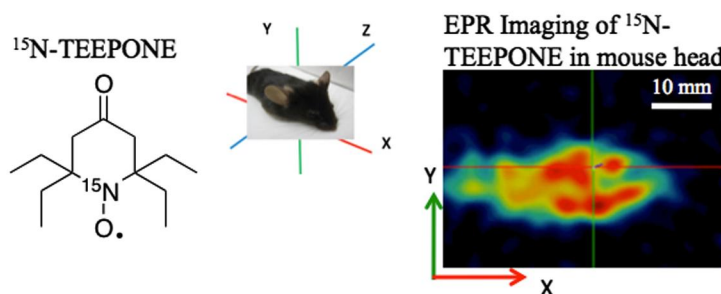 ¹⁵N-TEEPONE
O
¹⁵N
O•
Y
Z
X
EPR Imaging of ¹⁵N-
TEEPONE in mouse head
10 mm
Y
X